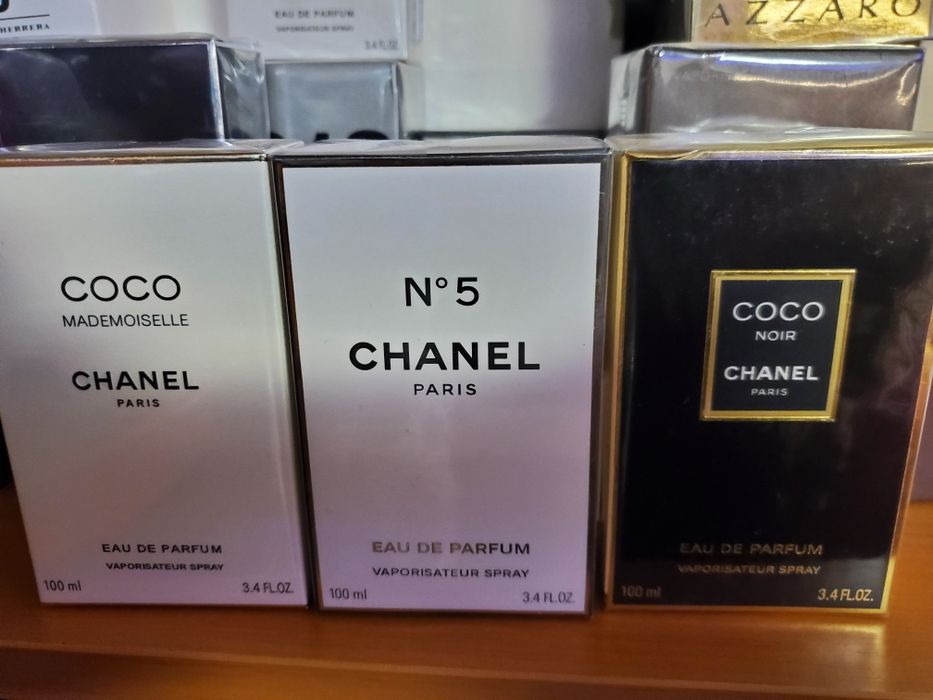 HERRERA
EAU DE PARFUM
VAPORISATEUR SPRAY
3.4 FL.OZ.
AZZARO
COCO
MADEMOISELLE
CHANEL
PARIS
EAU DE PARFUM
VAPORISATEUR SPRAY
100 ml
3.4 FL.OZ.
N°5
CHANEL
PARIS
EAU DE PARFUM
VAPORISATEUR SPRAY
100 ml
3.4 FL.OZ.
COCO
NOIR
CHANEL
PARIS
EAU DE PARFUM
VAPORISATEUR SPRAY
100 ml
3.4 FL.OZ.